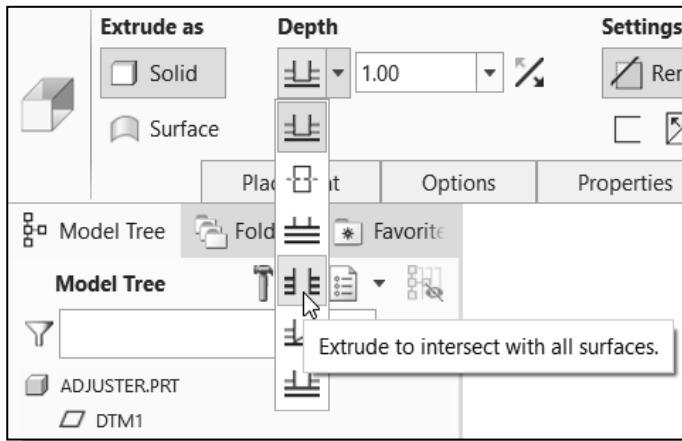 Extrude as
Depth
Settings
Solid
1.00
Surface
Options
Properties
Model Tree
Model Tree
Extrude to intersect with all surfaces.
ADJUSTER.PRT
DTM1